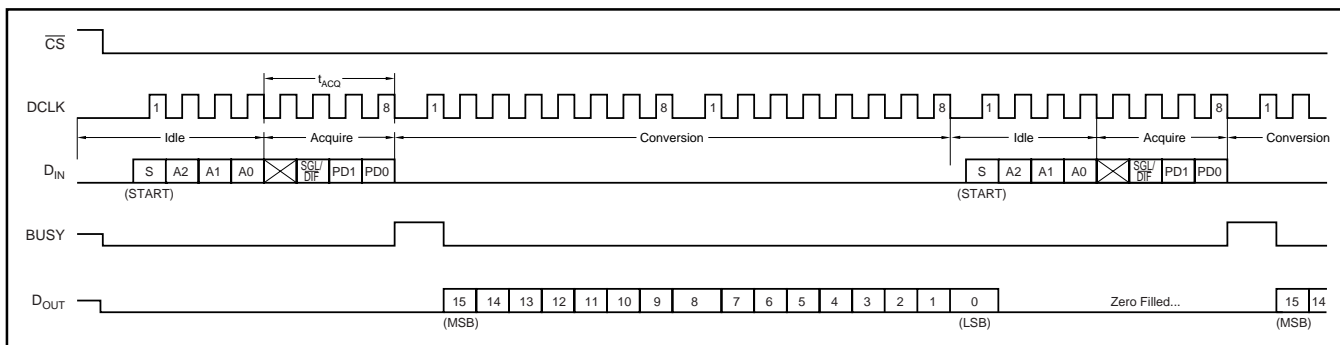 CS
tACQ
DCLK 1 8 1 8 1 8 1 8 1
Idle Acquire Conversion Idle Acquire Conversion
DIN S A2 A1 A0 SGL/ DIF PD1 PD0 S A2 A1 A0 SGL/ DIF PD1 PD0
(START) (START)
BUSY
DOUT 15 14 13 12 11 10 9 8 7 6 5 4 3 2 1 0 Zero Filled... 15 14
(MSB) (LSB) (MSB)